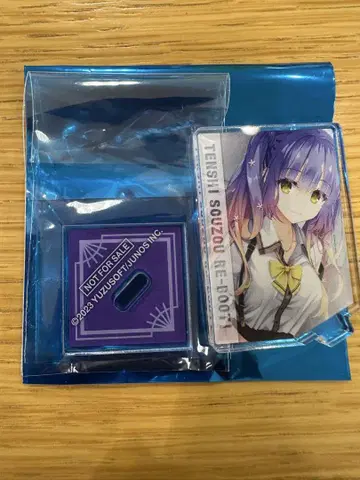 TENSHI SOUZOU RE-BOOT!
NOT FOR SALE
©2023 YUZUSOFT/JUNOS INC.